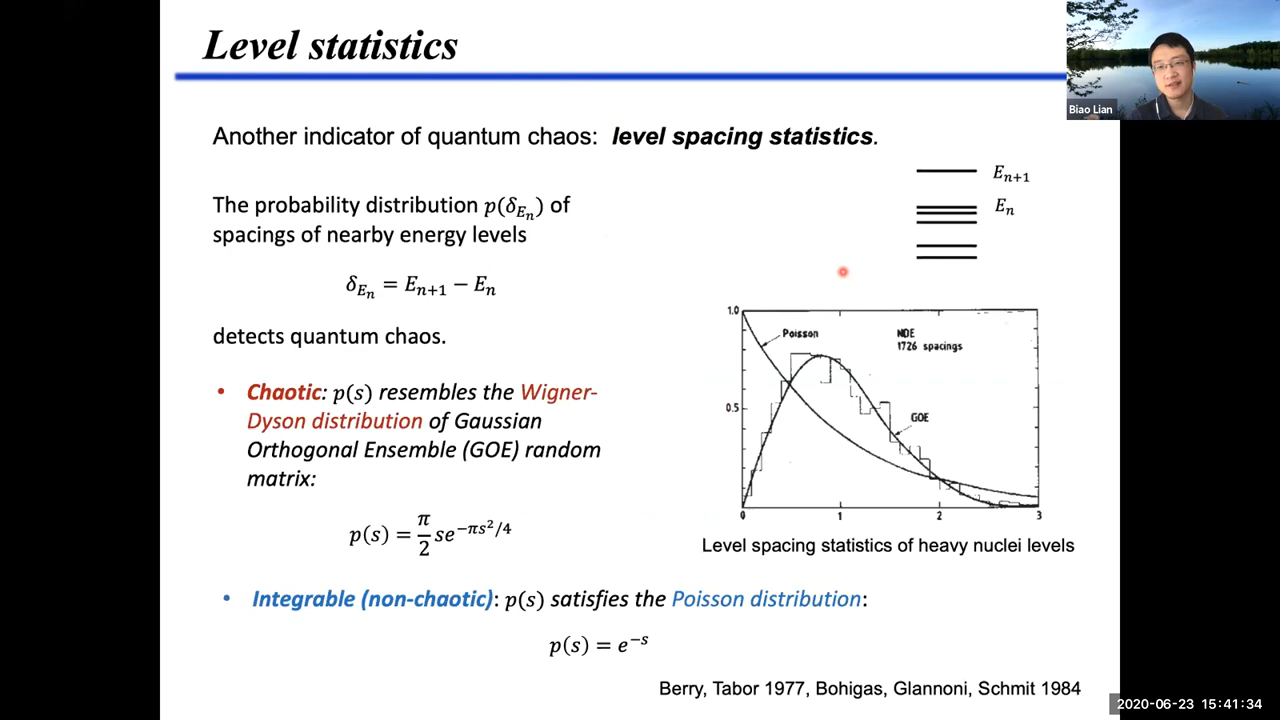 Level statistics
Biao Lian
Another indicator of quantum chaos: level spacing statistics.
The probability distribution p(δ_{E_n}) of
spacings of nearby energy levels
δ_{E_n} = E_{n+1} − E_n
detects quantum chaos.
E_{n+1}
E_n
• Chaotic: p(s) resembles the Wigner-
Dyson distribution of Gaussian
Orthogonal Ensemble (GOE) random
matrix:
p(s) = π/2 se^{−πs²/4}
1.0
0.5
Poisson
NDE
1726 spacings
GOE
0 1 2 3
Level spacing statistics of heavy nuclei levels
• Integrable (non-chaotic): p(s) satisfies the Poisson distribution:
p(s) = e^{−s}
Berry, Tabor 1977, Bohigas, GIannoni, Schmit 1984
2020-06-23 15:41:34